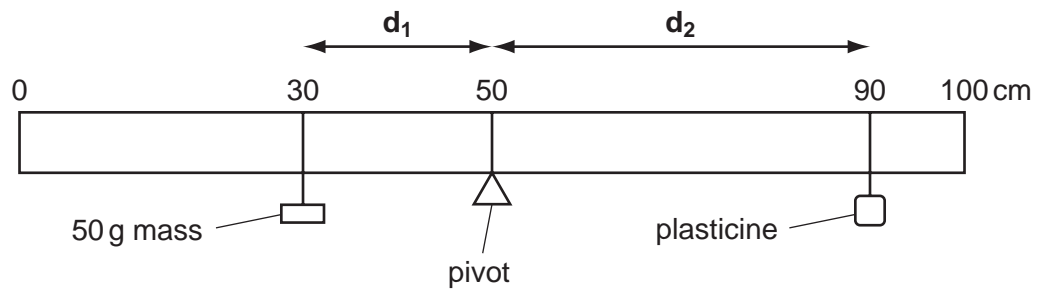 d₁ d₂
0 30 50 90 100 cm
50 g mass
plasticine
pivot